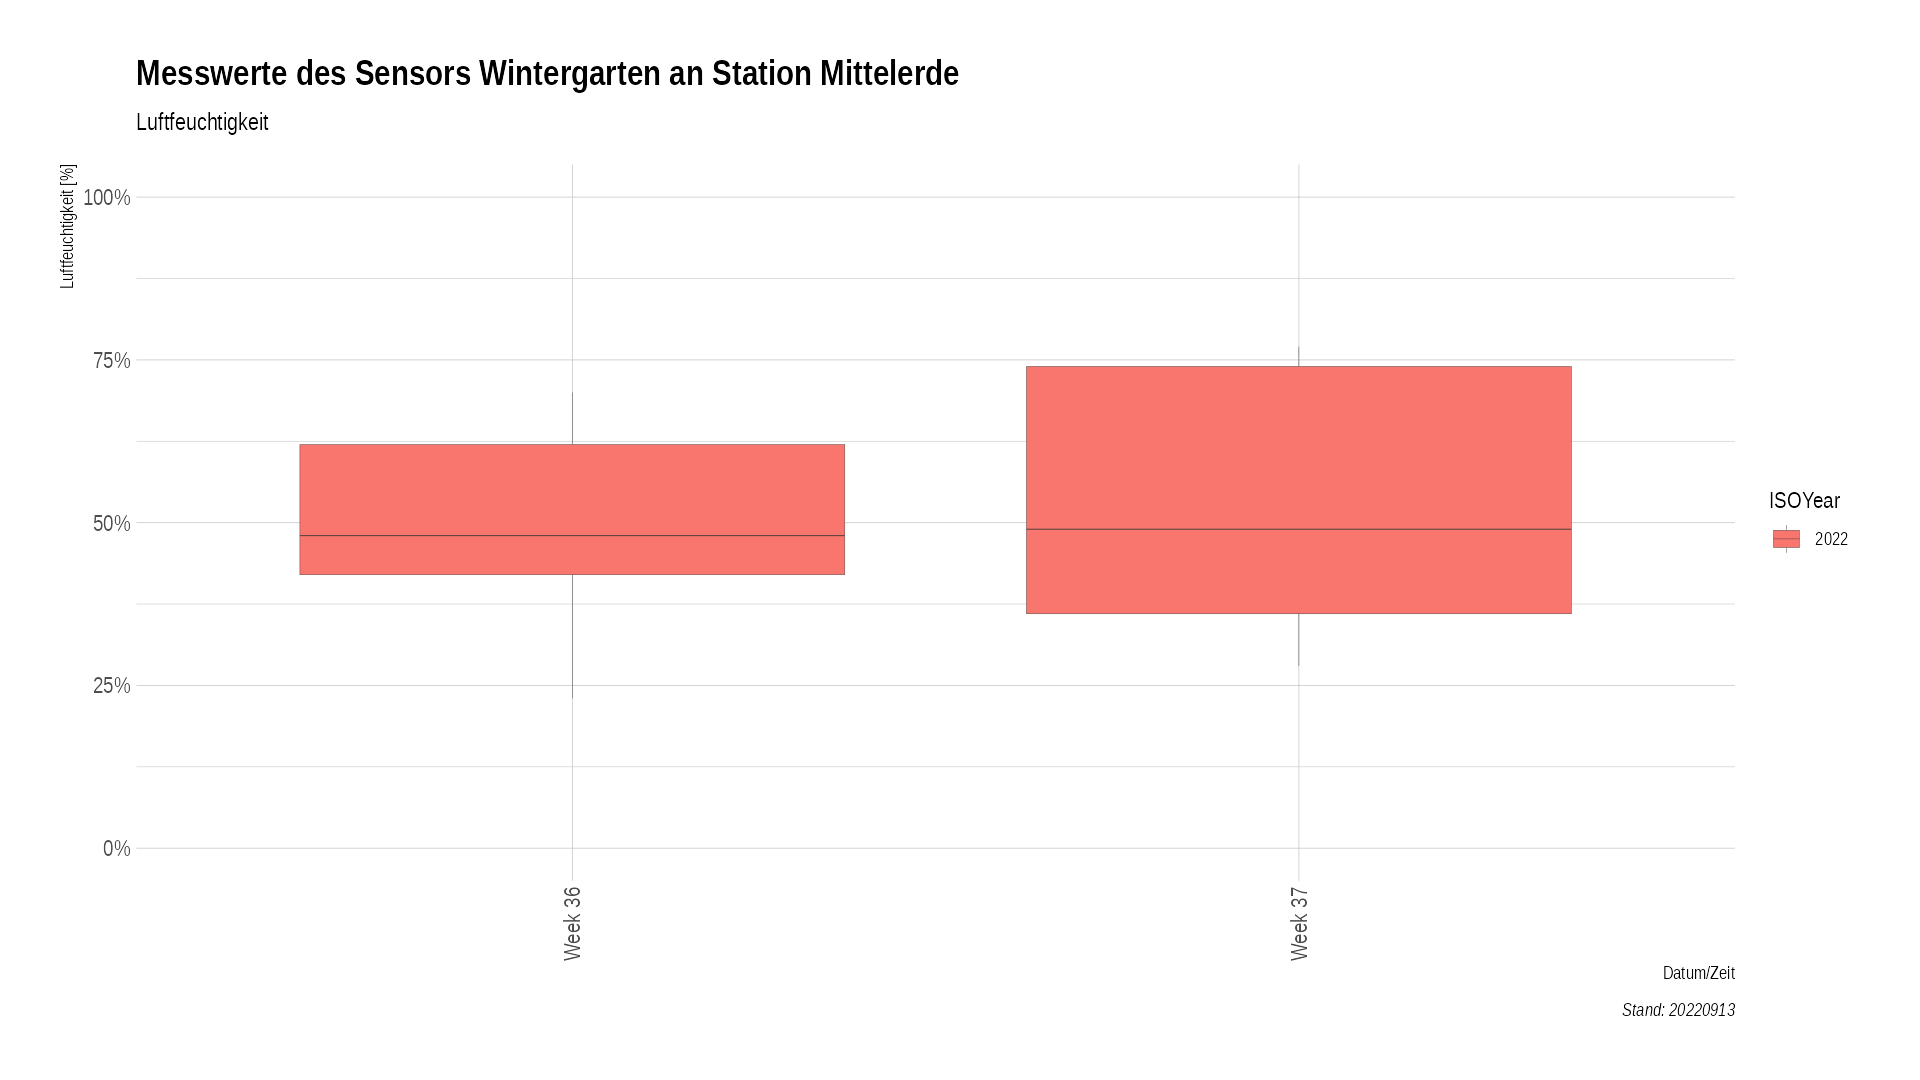 Messwerte des Sensors Wintergarten an Station Mittelerde
Luftfeuchtigkeit
Luftfeuchtigkeit [%]
100%
75%
50%
25%
0%
Week 36
Week 37
Datum/Zeit
Stand: 20220913
ISOYear
2022